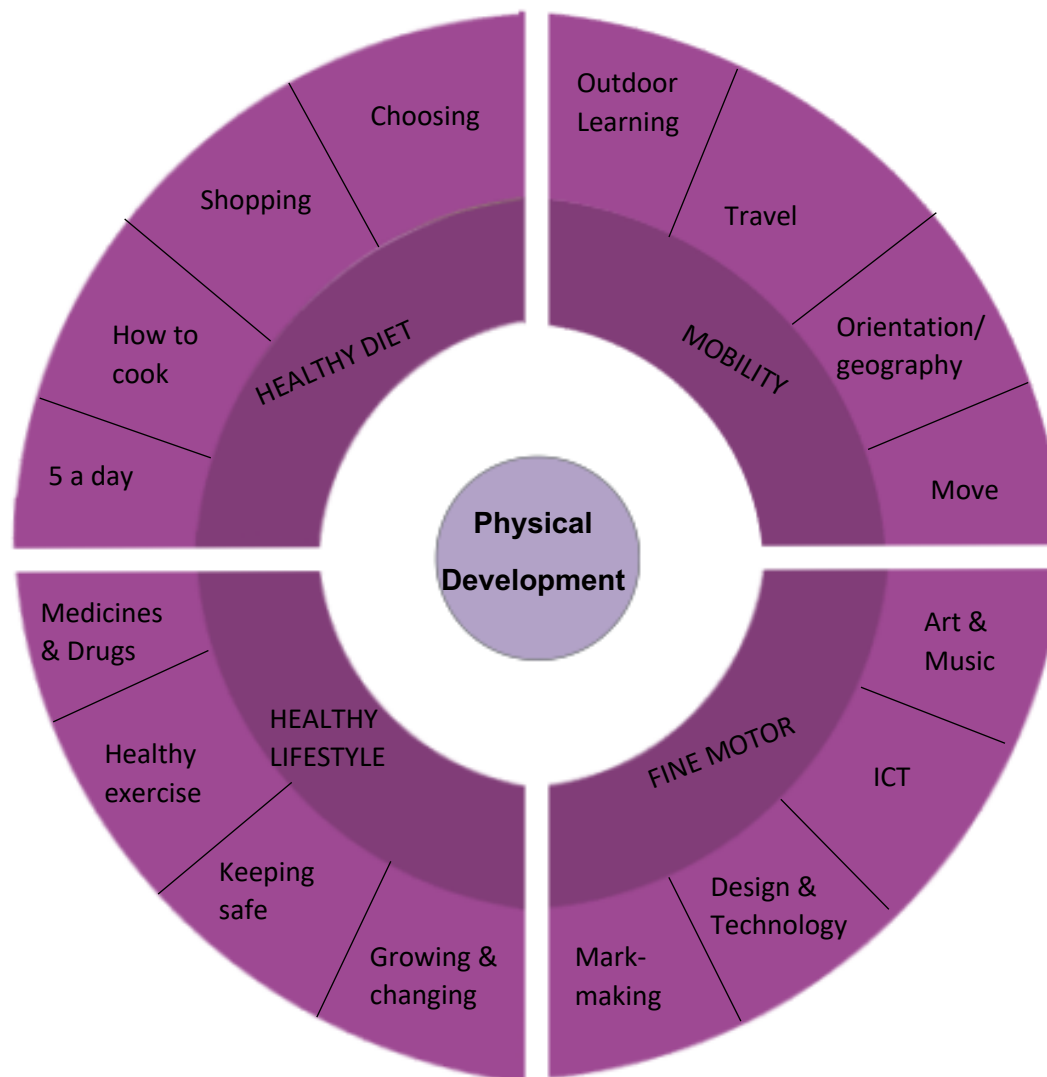 Choosing
Shopping
How to
cook
5 a day
HEALTHY DIET
Outdoor
Learning
Travel
Orientation/
geography
Move
MOBILITY
Physical
Development
Medicines
& Drugs
Healthy
exercise
Keeping
safe
Growing &
changing
HEALTHY
LIFESTYLE
Art &
Music
ICT
Design &
Technology
Mark-
making
FINE MOTOR